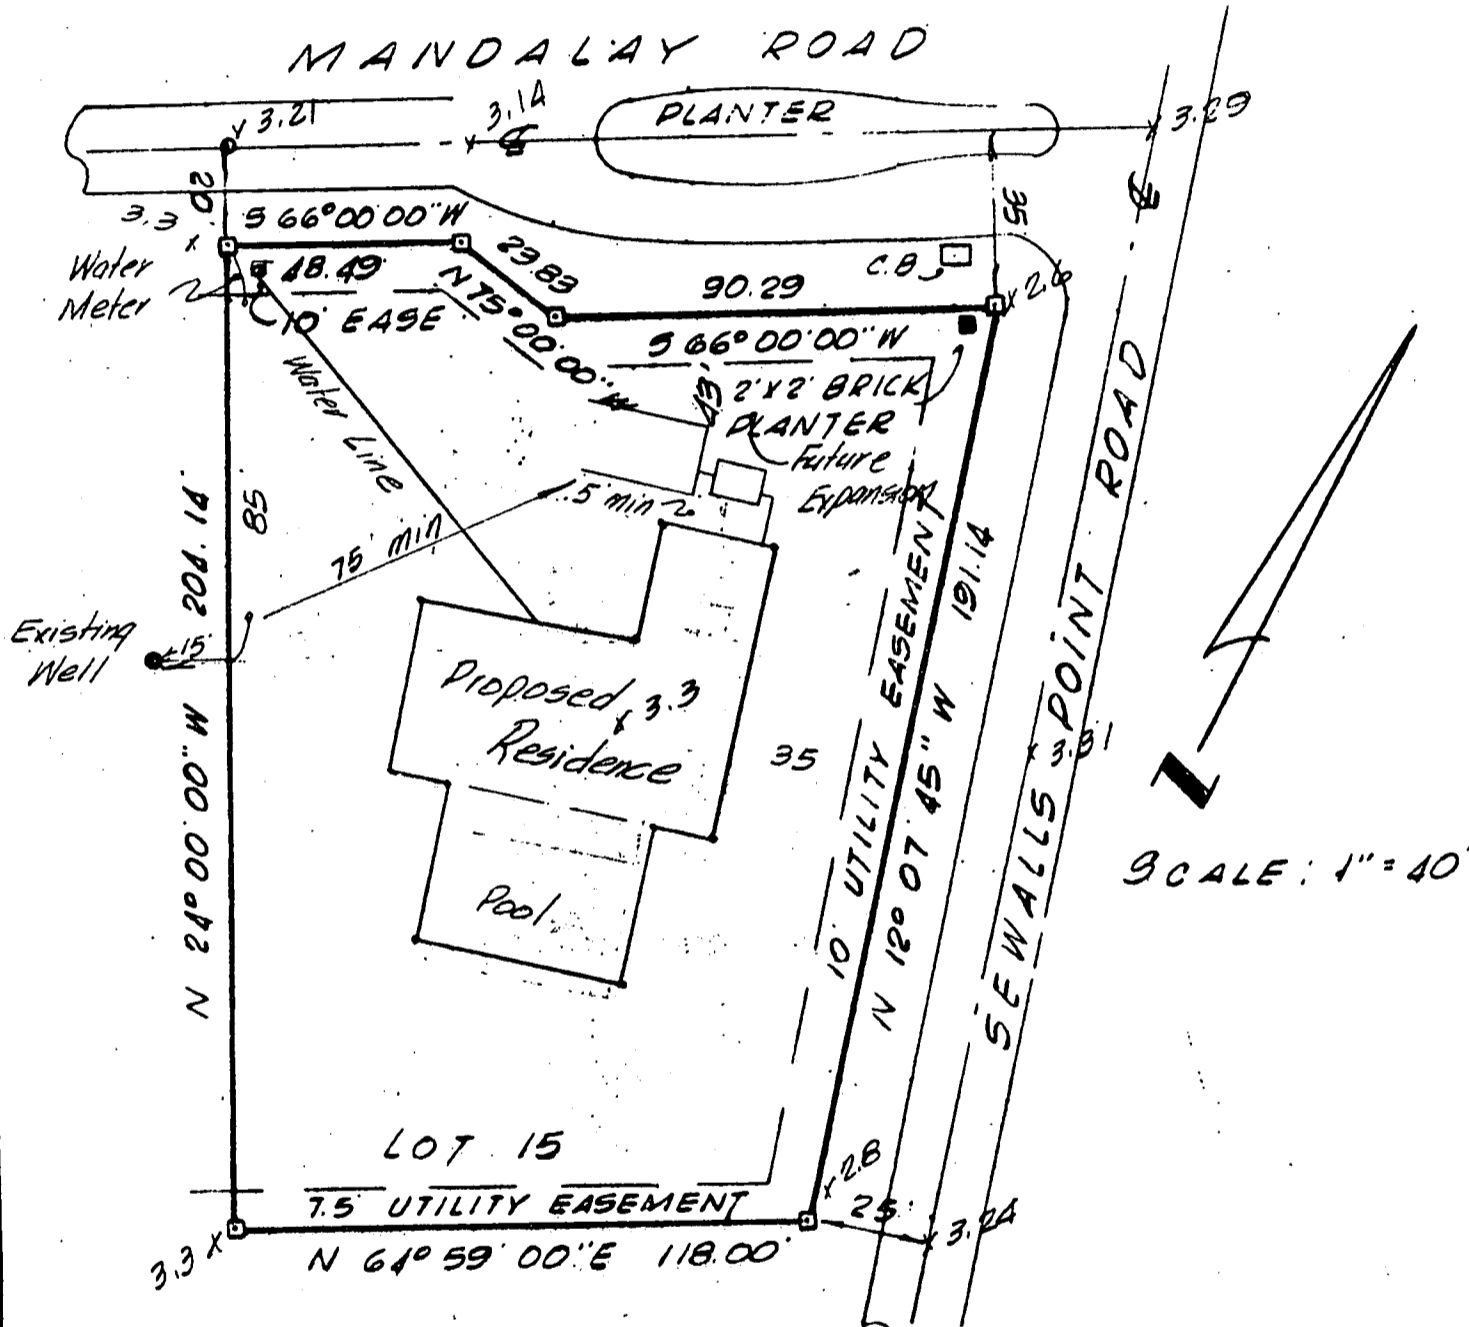 MANDALAY ROAD
3.21
3.14
PLANTER
3.29
20'
35'
3.3
S 66°00'00"W
23.83
48.49
N 75°00'00"W
C.B
90.29
2.6
Water
Meter
10' EASE
S 66°00'00"W
2'X2' BRICK
PLANTER
43'
Future
Expansion
Water Line
85
75' min
5' min
Existing
Well
15'
N 24°00'00"W 204.14
Proposed
3.3
Residence
35
Pool
10' UTILITY EASEMENT
N 12°07'45"W 191.14
SEWALLS POINT ROAD
3.31
SCALE: 1"=40'
LOT 15
7.5' UTILITY EASEMENT
N 64°59'00"E 118.00'
3.3
2.8
25'
3.24